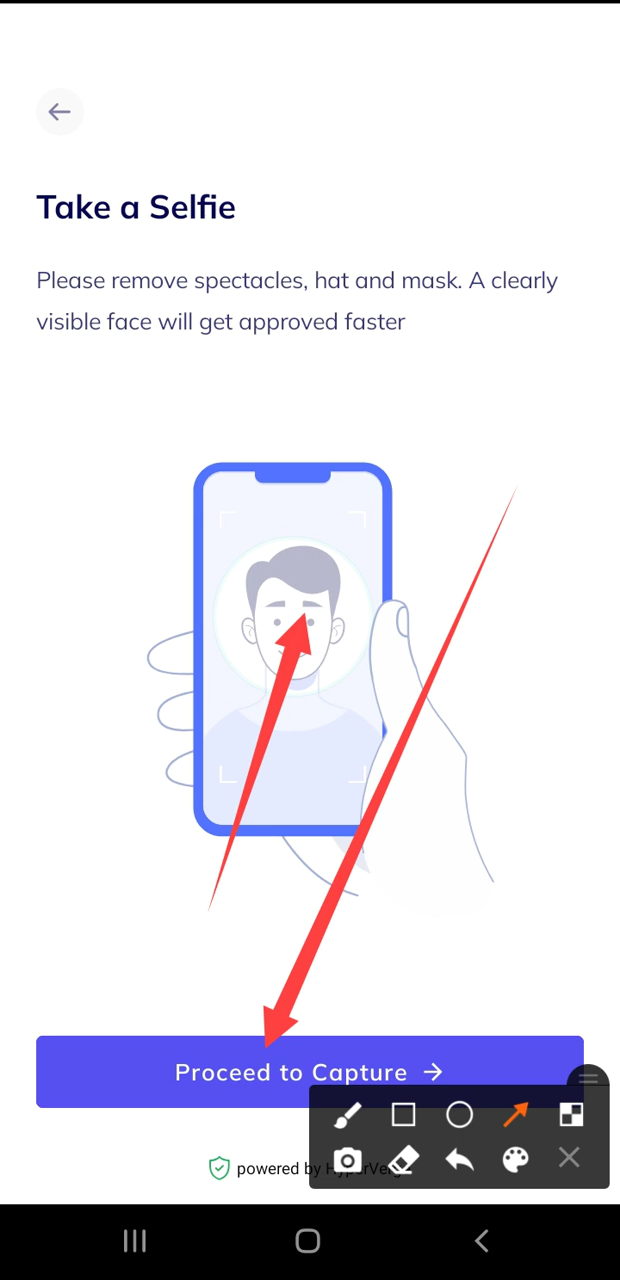 Take a Selfie
Please remove spectacles, hat and mask. A clearly
visible face will get approved faster
Proceed to Capture
powered by HyperVerge